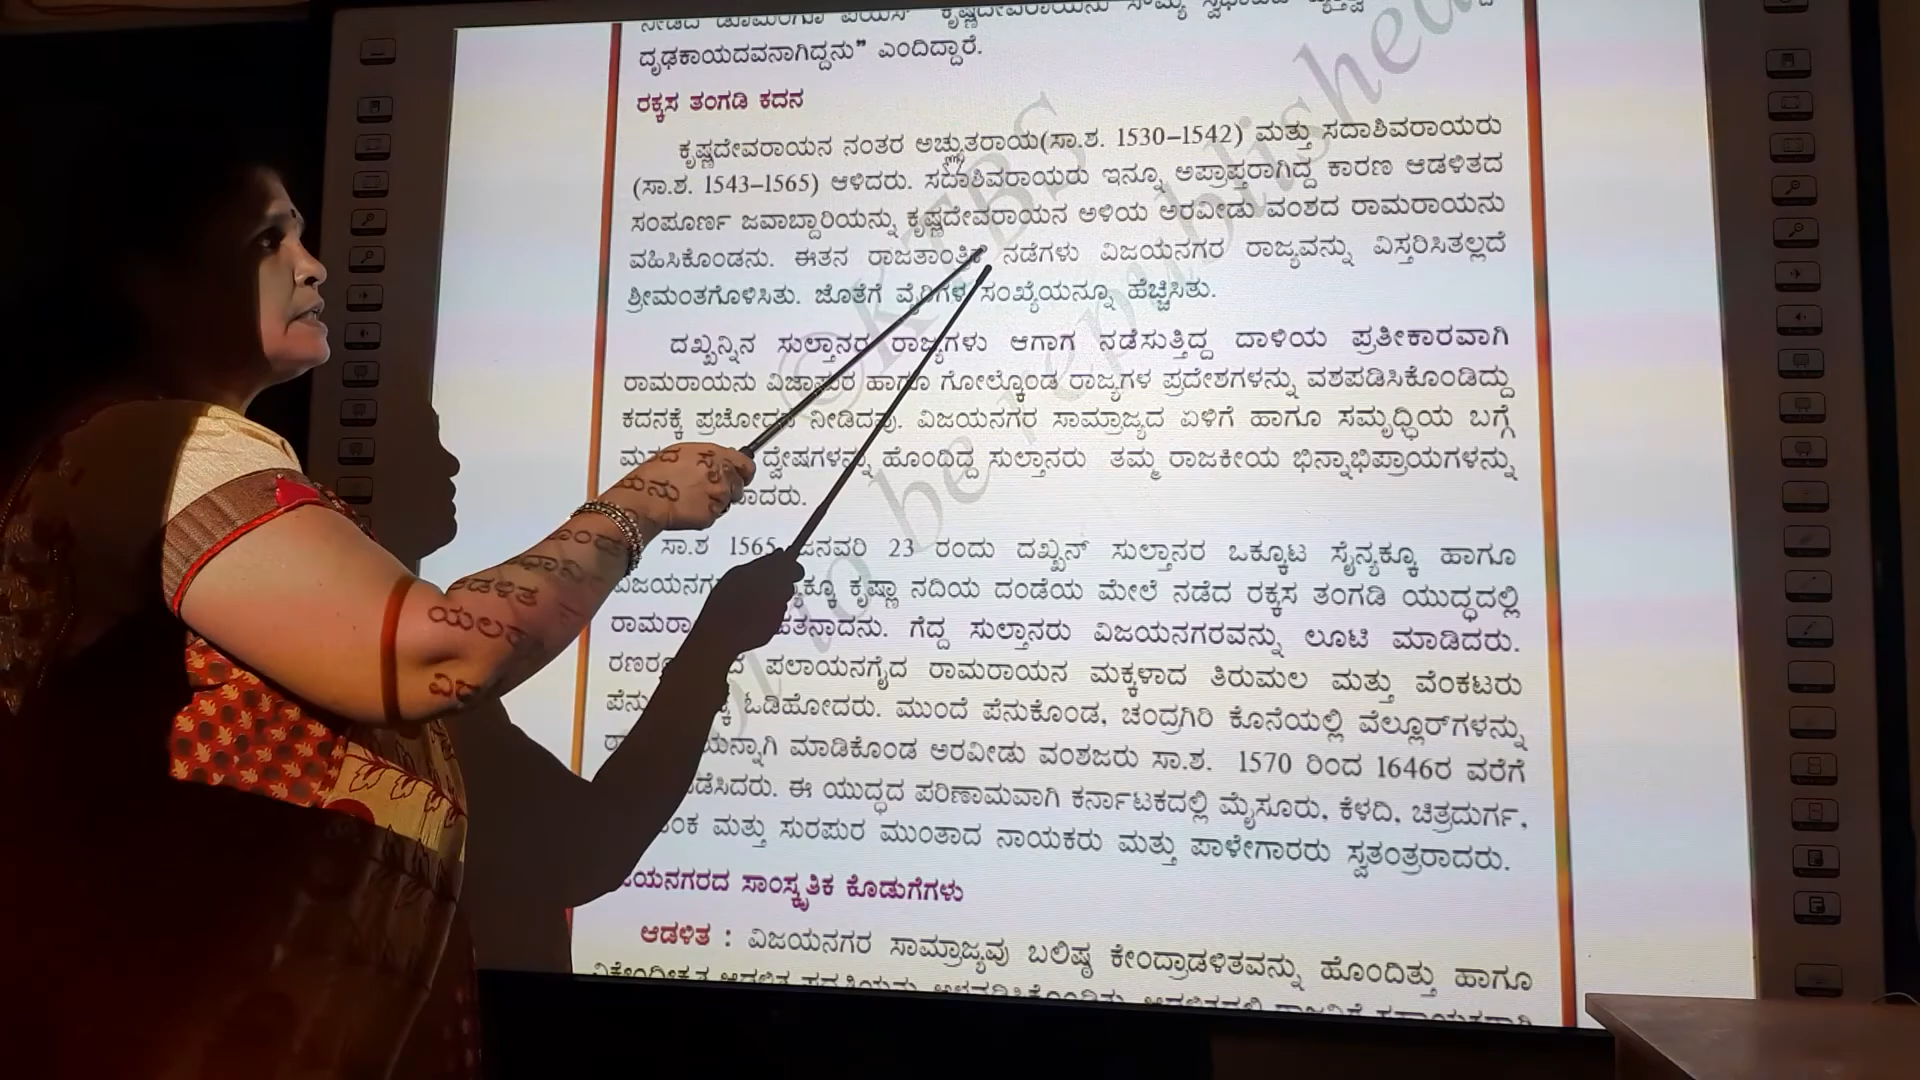 ಕೃಷ್ಣದೇವರಾಯನು ಸೌಮ್ಯ
ದೃಢಕಾಯದವನಾಗಿದ್ದನು” ಎಂದಿದ್ದಾರೆ.
ರಕ್ಕಸ ತಂಗಡಿ ಕದನ
ಕೃಷ್ಣದೇವರಾಯನ ನಂತರ ಅಚ್ಚುತರಾಯ(ಸಾ.ಶ. 1530–1542) ಮತ್ತು ಸದಾಶಿವರಾಯರು
(ಸಾ.ಶ. 1543–1565) ಆಳಿದರು. ಸದಾಶಿವರಾಯರು ಇನ್ನೂ ಅಪ್ರಾಪ್ತರಾಗಿದ್ದ ಕಾರಣ ಆಡಳಿತದ
ಸಂಪೂರ್ಣ ಜವಾಬ್ದಾರಿಯನ್ನು ಕೃಷ್ಣದೇವರಾಯನ ಅಳಿಯ ಅರವೀಡು ವಂಶದ ರಾಮರಾಯನು
ವಹಿಸಿಕೊಂಡನು. ಈತನ ರಾಜತಾಂತ್ರಿಕ ನಡೆಗಳು ವಿಜಯನಗರ ರಾಜ್ಯವನ್ನು ವಿಸ್ತರಿಸಿತಲ್ಲದೆ
ಶ್ರೀಮಂತಗೊಳಿಸಿತು. ಜೊತೆಗೆ ವೈರಿಗಳ ಸಂಖ್ಯೆಯನ್ನೂ ಹೆಚ್ಚಿಸಿತು.
ದಖ್ಖನ್ನಿನ ಸುಲ್ತಾನರ ರಾಜ್ಯಗಳು ಆಗಾಗ ನಡೆಸುತ್ತಿದ್ದ ದಾಳಿಯ ಪ್ರತೀಕಾರವಾಗಿ
ರಾಮರಾಯನು ವಿಜಾಪುರ ಹಾಗೂ ಗೋಲ್ಕೊಂಡ ರಾಜ್ಯಗಳ ಪ್ರದೇಶಗಳನ್ನು ವಶಪಡಿಸಿಕೊಂಡಿದ್ದು
ಕದನಕ್ಕೆ ಪ್ರಚೋದನೆ ನೀಡಿದವು. ವಿಜಯನಗರ ಸಾಮ್ರಾಜ್ಯದ ಏಳಿಗೆ ಹಾಗೂ ಸಮೃದ್ಧಿಯ ಬಗ್ಗೆ
ದ್ವೇಷಗಳನ್ನು ಹೊಂದಿದ್ದ ಸುಲ್ತಾನರು ತಮ್ಮ ರಾಜಕೀಯ ಭಿನ್ನಾಭಿಪ್ರಾಯಗಳನ್ನು
ಸಾ.ಶ 1565 ಜನವರಿ 23 ರಂದು ದಖ್ಖನ್ ಸುಲ್ತಾನರ ಒಕ್ಕೂಟ ಸೈನ್ಯಕ್ಕೂ ಹಾಗೂ
ಕೃಷ್ಣಾ ನದಿಯ ದಂಡೆಯ ಮೇಲೆ ನಡೆದ ರಕ್ಕಸ ತಂಗಡಿ ಯುದ್ಧದಲ್ಲಿ
ಗೆದ್ದ ಸುಲ್ತಾನರು ವಿಜಯನಗರವನ್ನು ಲೂಟಿ ಮಾಡಿದರು.
ಪಲಾಯನಗೈದ ರಾಮರಾಯನ ಮಕ್ಕಳಾದ ತಿರುಮಲ ಮತ್ತು ವೆಂಕಟರು
ಓಡಿಹೋದರು. ಮುಂದೆ ಪೆನುಕೊಂಡ, ಚಂದ್ರಗಿರಿ ಕೊನೆಯಲ್ಲಿ ವೆಲ್ಲೂರ್‌ಗಳನ್ನು
ಮಾಡಿಕೊಂಡ ಅರವೀಡು ವಂಶಜರು ಸಾ.ಶ. 1570 ರಿಂದ 1646ರ ವರೆಗೆ
ಈ ಯುದ್ಧದ ಪರಿಣಾಮವಾಗಿ ಕರ್ನಾಟಕದಲ್ಲಿ ಮೈಸೂರು, ಕೆಳದಿ, ಚಿತ್ರದುರ್ಗ,
ಮತ್ತು ಸುರಪುರ ಮುಂತಾದ ನಾಯಕರು ಮತ್ತು ಪಾಳೇಗಾರರು ಸ್ವತಂತ್ರರಾದರು.
ಸಾಂಸ್ಕೃತಿಕ ಕೊಡುಗೆಗಳು
ಆಡಳಿತ : ವಿಜಯನಗರ ಸಾಮ್ರಾಜ್ಯವು ಬಲಿಷ್ಠ ಕೇಂದ್ರಾಡಳಿತವನ್ನು ಹೊಂದಿತ್ತು ಹಾಗೂ